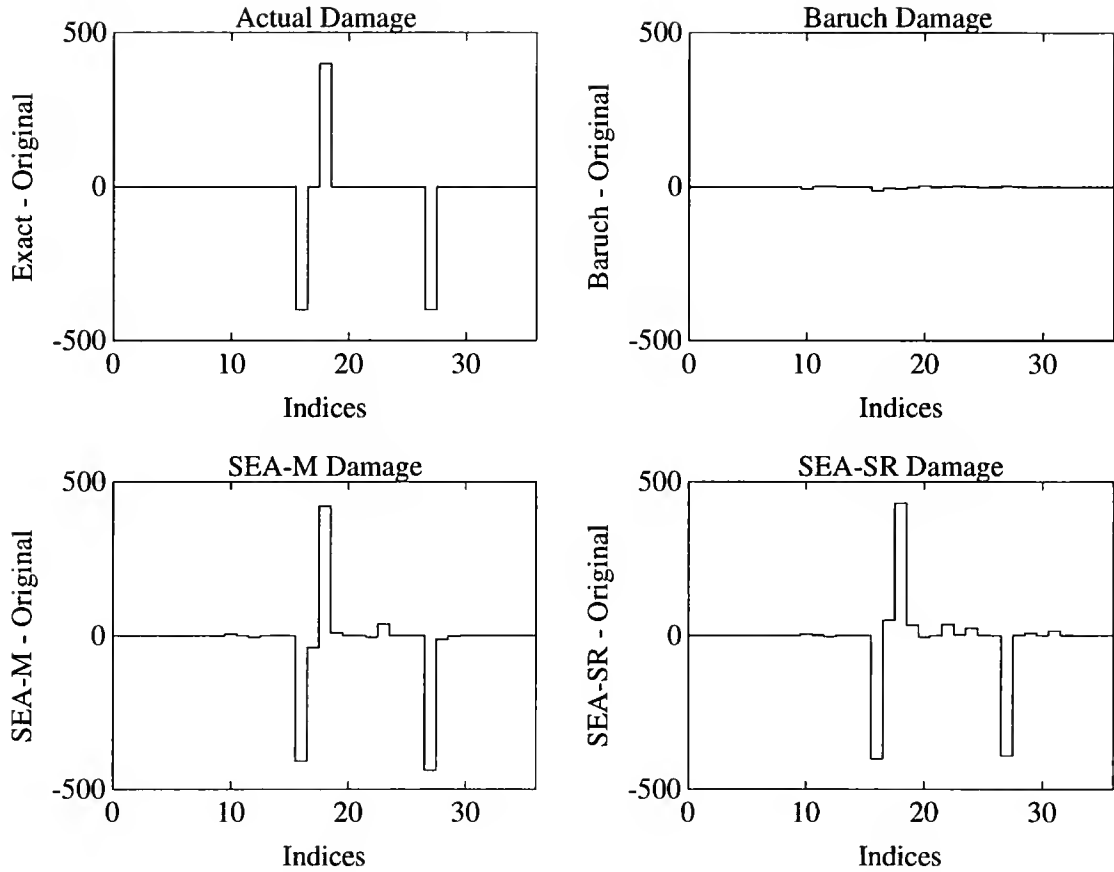 Actual Damage
500
0
-500
Exact - Original
0 10 20 30
Indices
Baruch Damage
500
0
-500
Baruch - Original
0 10 20 30
Indices
SEA-M Damage
500
0
-500
SEA-M - Original
0 10 20 30
Indices
SEA-SR Damage
500
0
-500
SEA-SR - Original
0 10 20 30
Indices